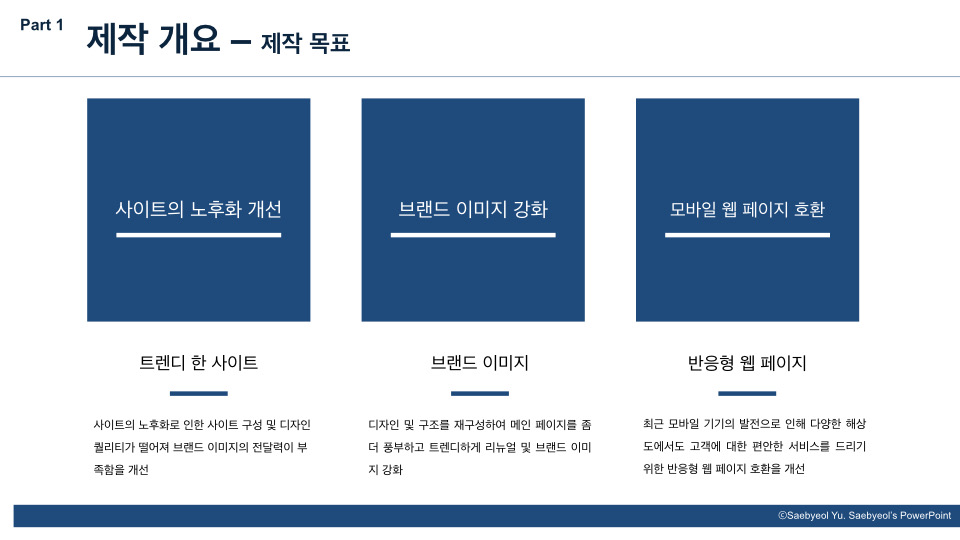 Part 1
제작 개요 – 제작 목표
사이트의 노후화 개선
브랜드 이미지 강화
모바일 웹 페이지 호환
트렌디 한 사이트
사이트의 노후화로 인한 사이트 구성 및 디자인
퀄리티가 떨어져 브랜드 이미지의 전달력이 부
족함을 개선
브랜드 이미지
디자인 및 구조를 재구성하여 메인 페이지를 좀
더 풍부하고 트렌디하게 리뉴얼 및 브랜드 이미
지 강화
반응형 웹 페이지
최근 모바일 기기의 발전으로 인해 다양한 해상
도에서도 고객에 대한 편안한 서비스를 드리기
위한 반응형 웹 페이지 호환을 개선
ⓒSaebyeol Yu. Saebyeol's PowerPoint